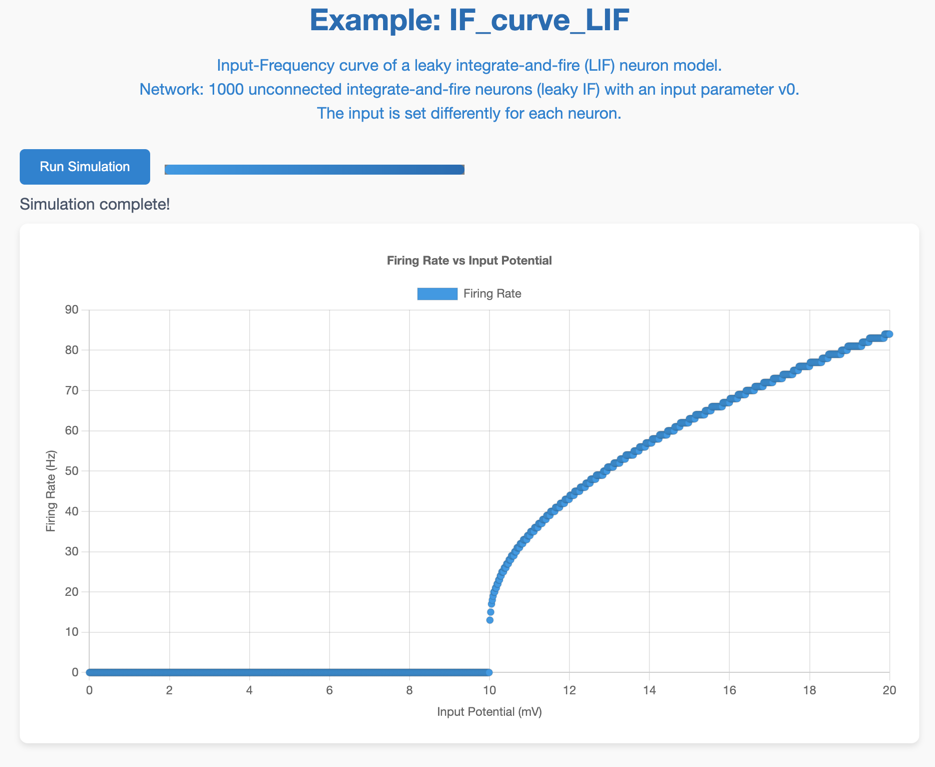 Example: IF_curve_LIF
Input-Frequency curve of a leaky integrate-and-fire (LIF) neuron model.
Network: 1000 unconnected integrate-and-fire neurons (leaky IF) with an input parameter v0.
The input is set differently for each neuron.
Run Simulation
Simulation complete!
Firing Rate vs Input Potential
Firing Rate
90
80
70
60
50
40
30
20
10
0
Firing Rate (Hz)
0 2 4 6 8 10 12 14 16 18 20
Input Potential (mV)